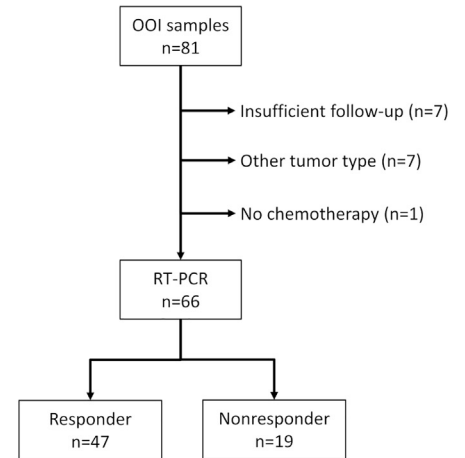 OOI samples
n=81
Insufficient follow-up (n=7)
Other tumor type (n=7)
No chemotherapy (n=1)
RT-PCR
n=66
Responder
n=47
Nonresponder
n=19